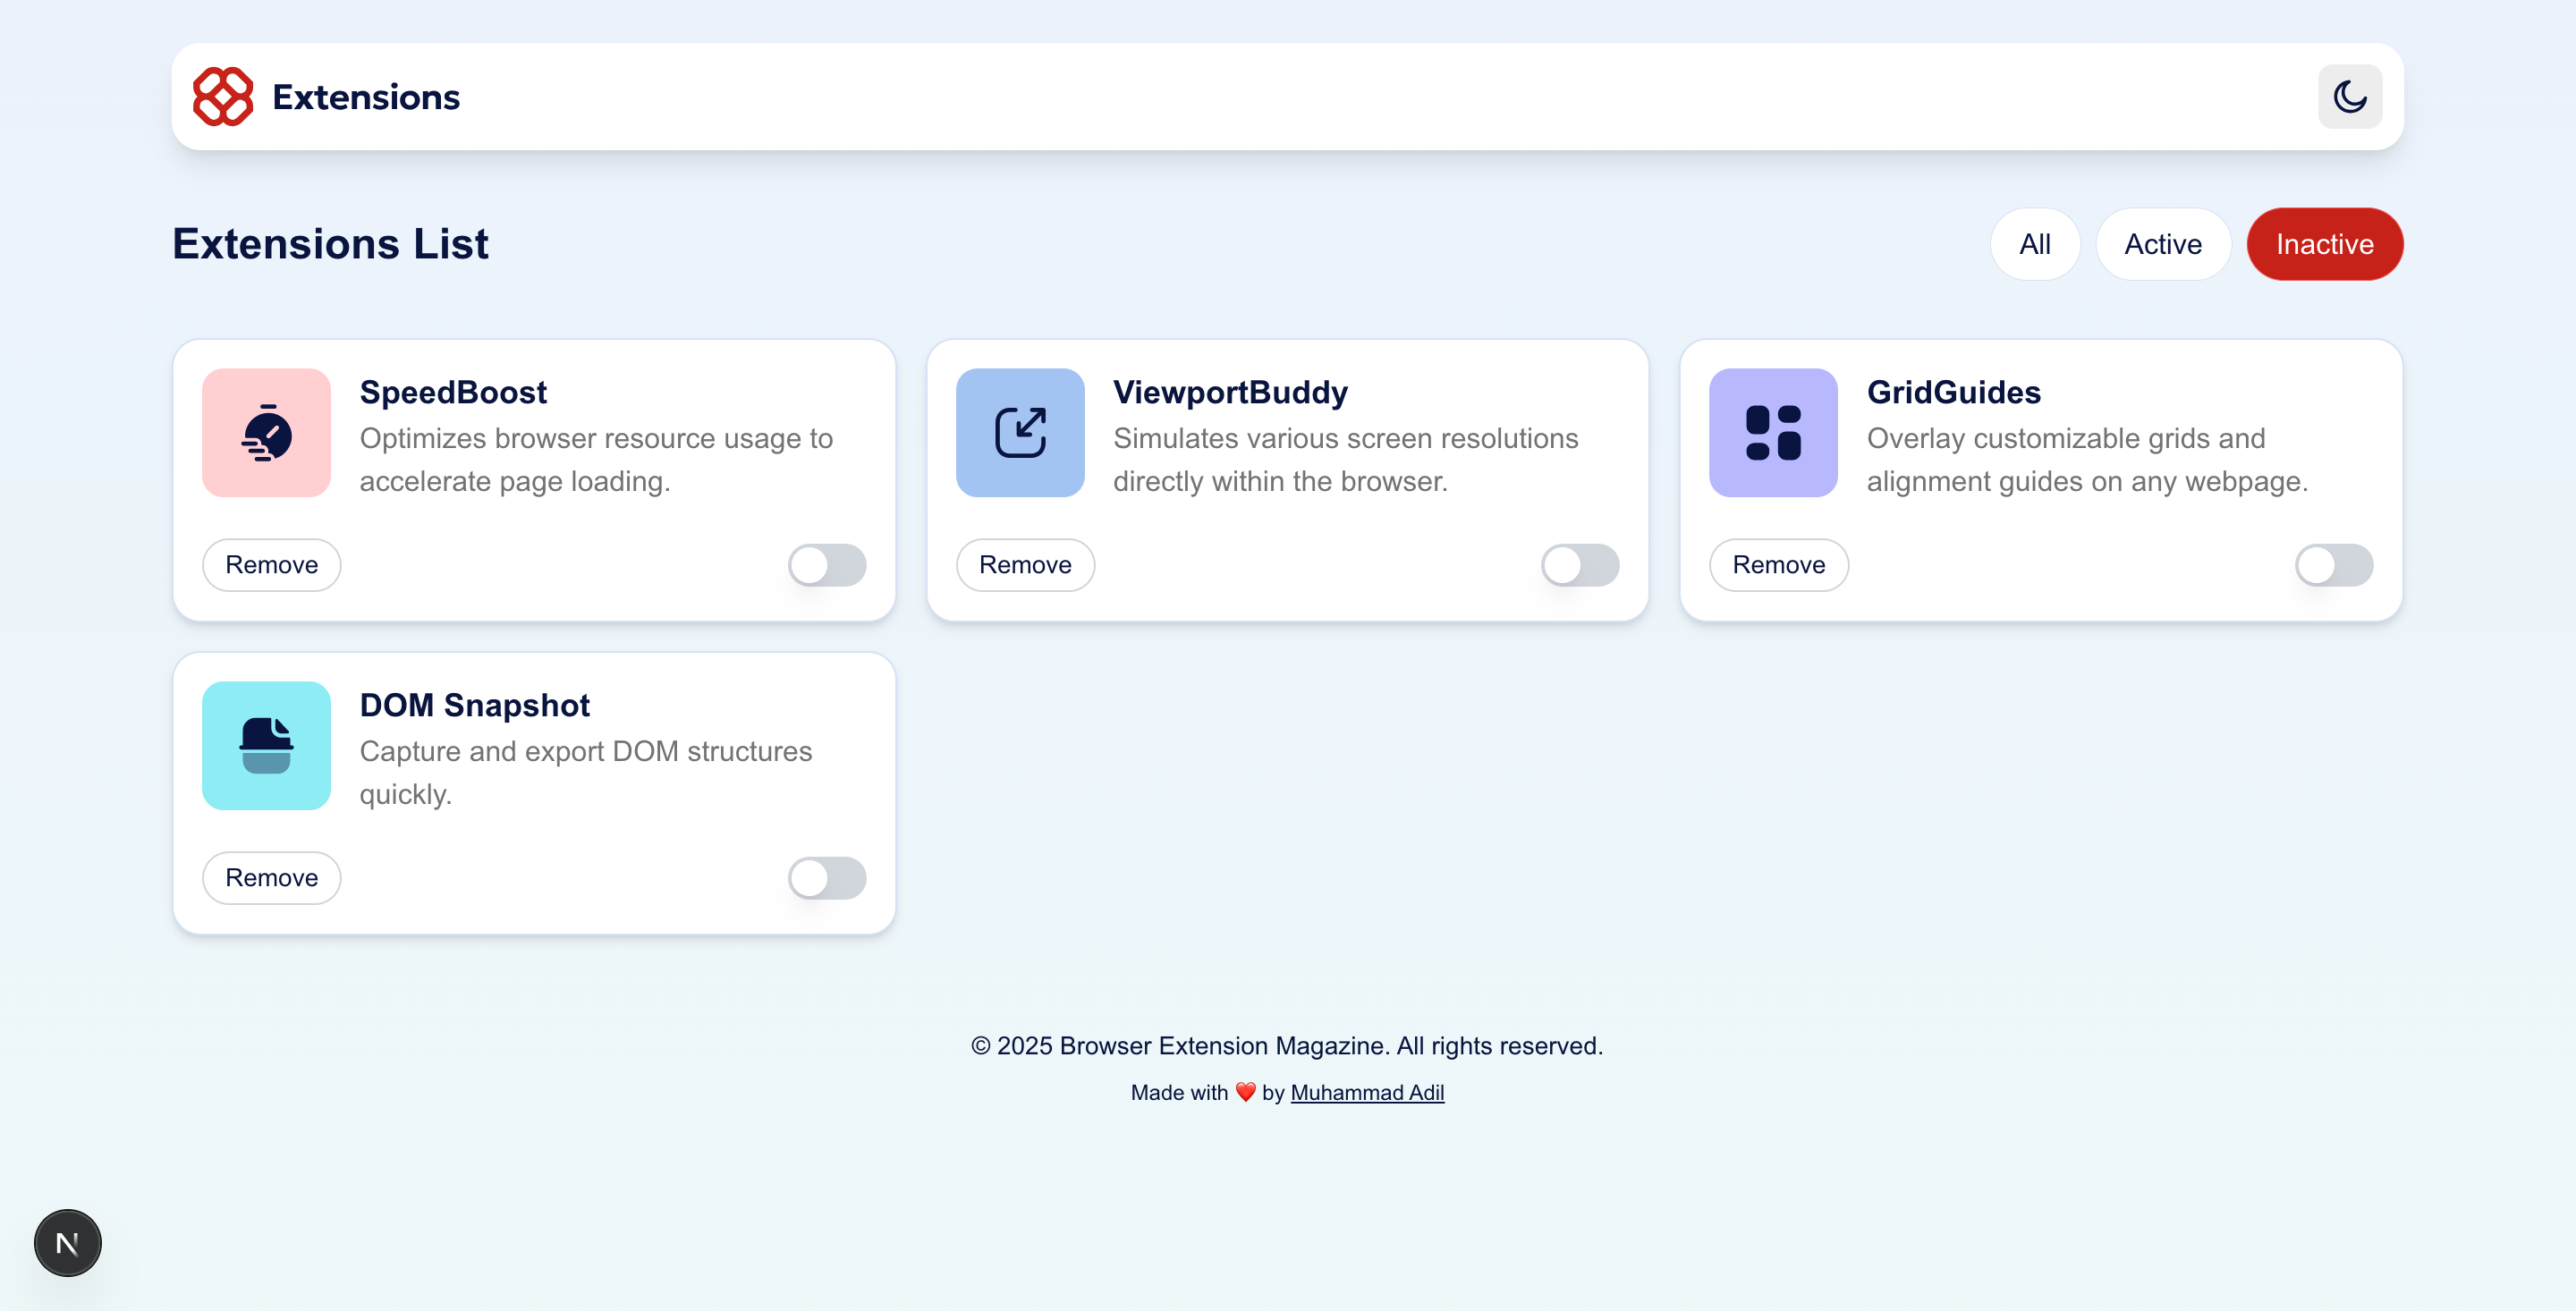 Extensions
Extensions List
All
Active
Inactive
SpeedBoost
Optimizes browser resource usage to
accelerate page loading.
Remove
ViewportBuddy
Simulates various screen resolutions
directly within the browser.
Remove
GridGuides
Overlay customizable grids and
alignment guides on any webpage.
Remove
DOM Snapshot
Capture and export DOM structures
quickly.
Remove
© 2025 Browser Extension Magazine. All rights reserved.
Made with ❤️ by Muhammad Adil
N